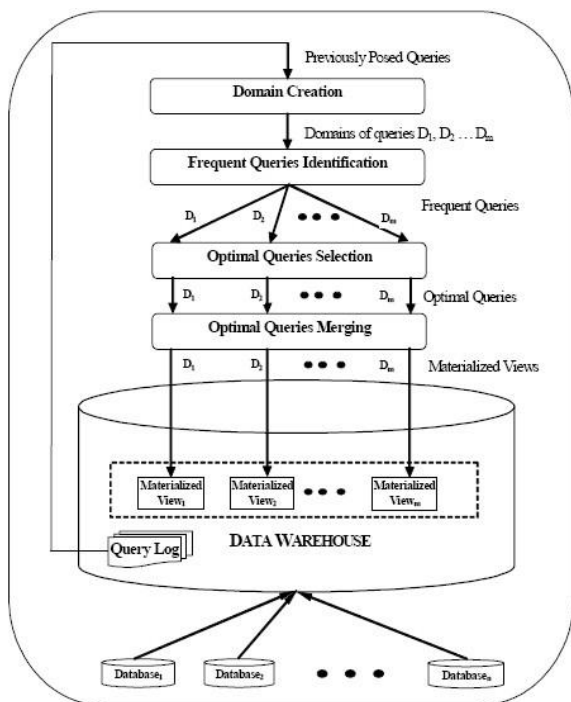 Previously Posed Queries
Domain Creation
Domains of queries D1, D2 … Dm
Frequent Queries Identification
D1 D2 Dm Frequent Queries
Optimal Queries Selection
D1 D2 Dm Optimal Queries
Optimal Queries Merging
D1 D2 Dm Materialized Views
Materialized View1
Materialized View2
Materialized Viewm
Query Log
DATA WAREHOUSE
Database1 Database2 Databasen